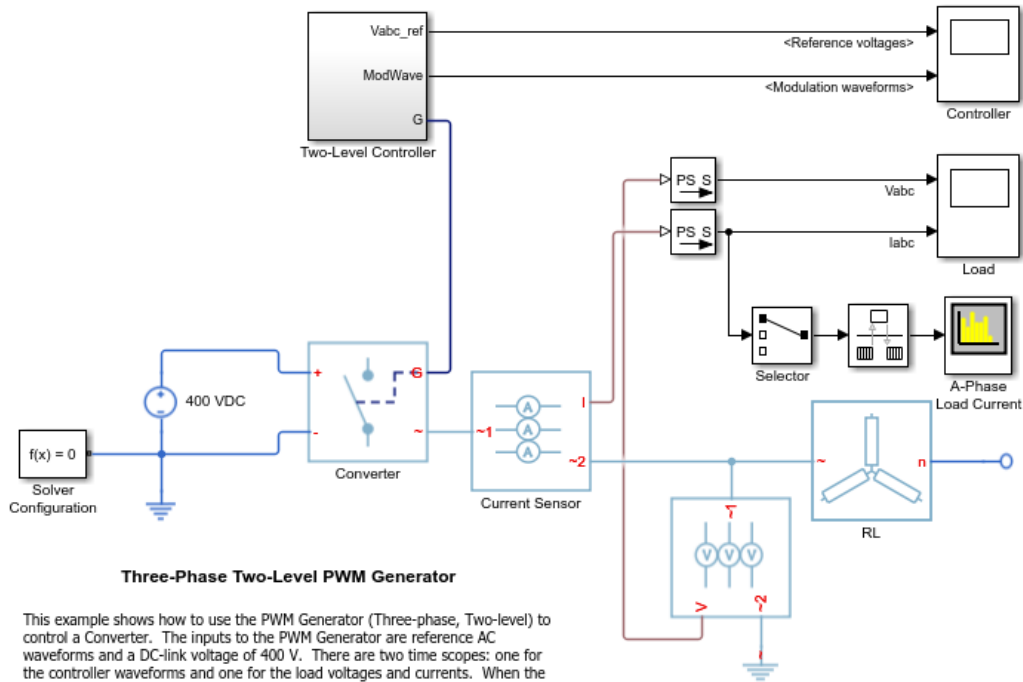 Vabc_ref
ModWave
G
Two-Level Controller
<Reference voltages>
<Modulation waveforms>
Controller
PS S
Vabc
PS S
Iabc
Load
Selector
A-Phase
Load Current
+
G
400 VDC
-
~
Converter
f(x) = 0
Solver
Configuration
I
A
A
A
~1
~2
Current Sensor
~
n
RL
~1
V V V
V
~2
Three-Phase Two-Level PWM Generator
This example shows how to use the PWM Generator (Three-phase, Two-level) to
control a Converter. The inputs to the PWM Generator are reference AC
waveforms and a DC-link voltage of 400 V. There are two time scopes: one for
the controller waveforms and one for the load voltages and currents. When the